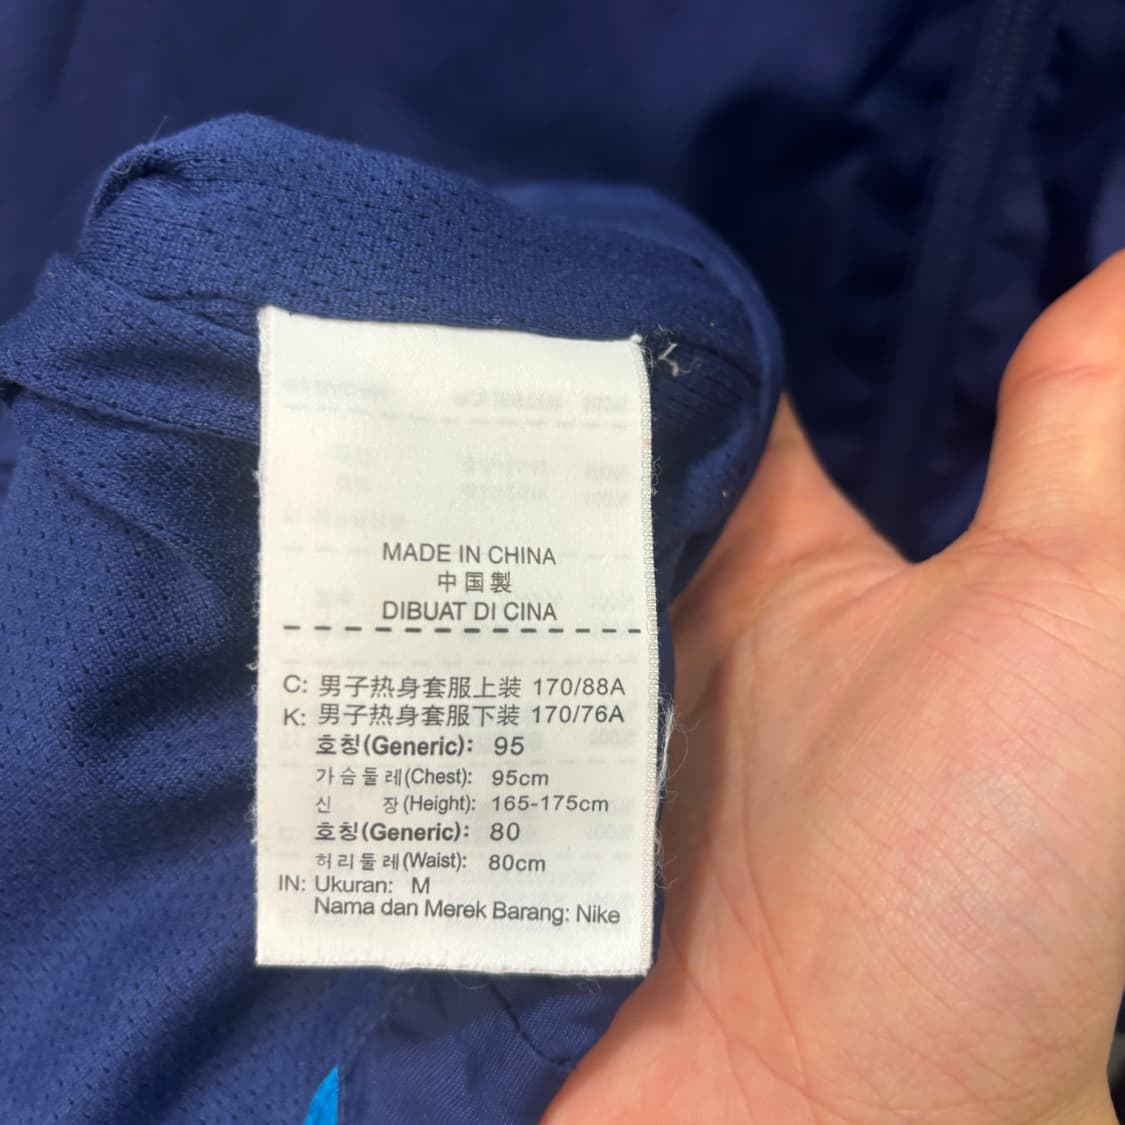 MADE IN CHINA
中国製
DIBUAT DI CINA
C: 男子热身套服上装 170/88A
K: 男子热身套服下装 170/76A
호칭(Generic): 95
가슴둘레(Chest): 95cm
신 장(Height): 165-175cm
호칭(Generic): 80
허리둘레(Waist): 80cm
IN: Ukuran: M
Nama dan Merek Barang: Nike